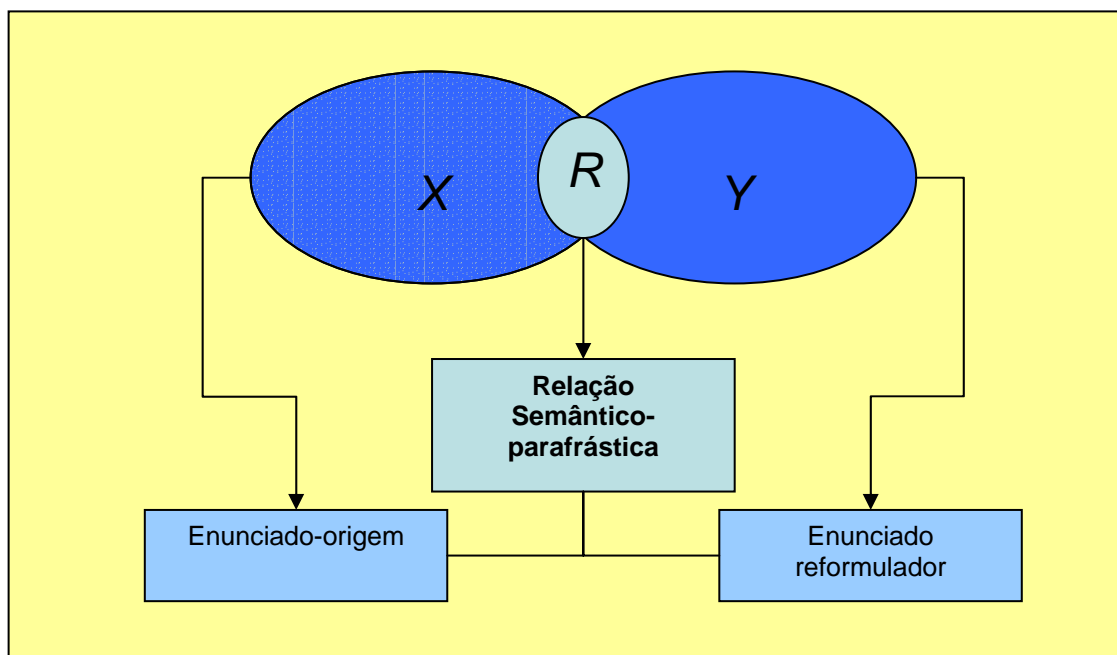 X
R
Y
Relação
Semântico-
parafrástica
Enunciado-origem
Enunciado
reformulador